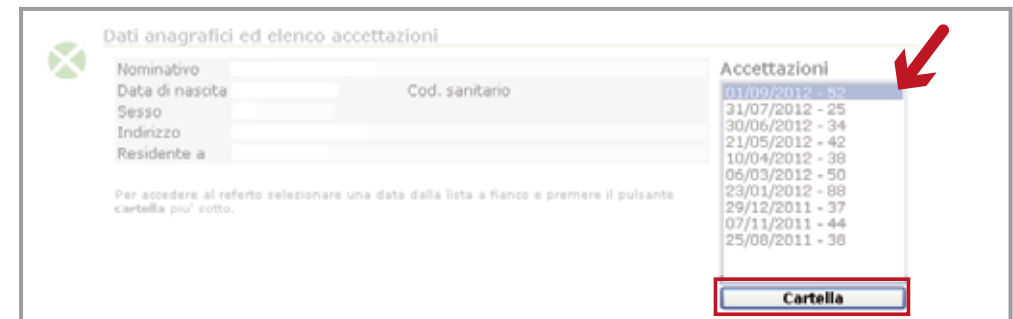 Dati anagrafici ed elenco accettazioni
Nominativo
Data di nascita Cod. sanitario
Sesso
Indirizzo
Residente a
Per accedere al referto selezionare una data dalla lista a fianco e premere il pulsante
cartella piu' sotto.
Accettazioni
01/09/2012 - 52
31/07/2012 - 25
30/06/2012 - 34
21/05/2012 - 42
10/04/2012 - 38
06/03/2012 - 50
23/01/2012 - 88
29/12/2011 - 37
07/11/2011 - 44
25/08/2011 - 38
Cartella